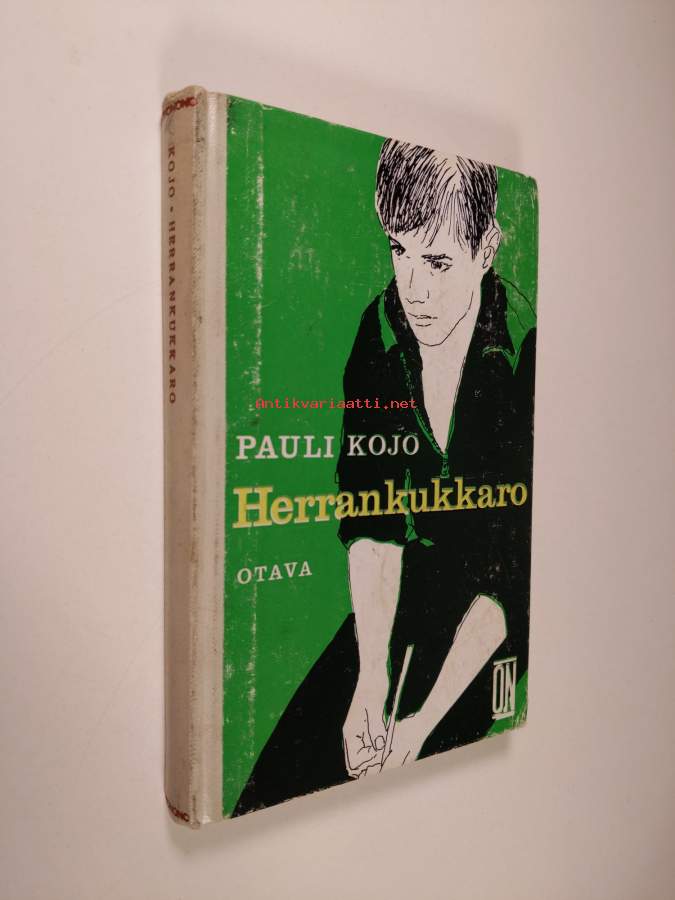 KOJO • HERRANKUKKARO
Antikvariaatti.net
PAULI KOJO
Herrankukkaro
OTAVA
ON